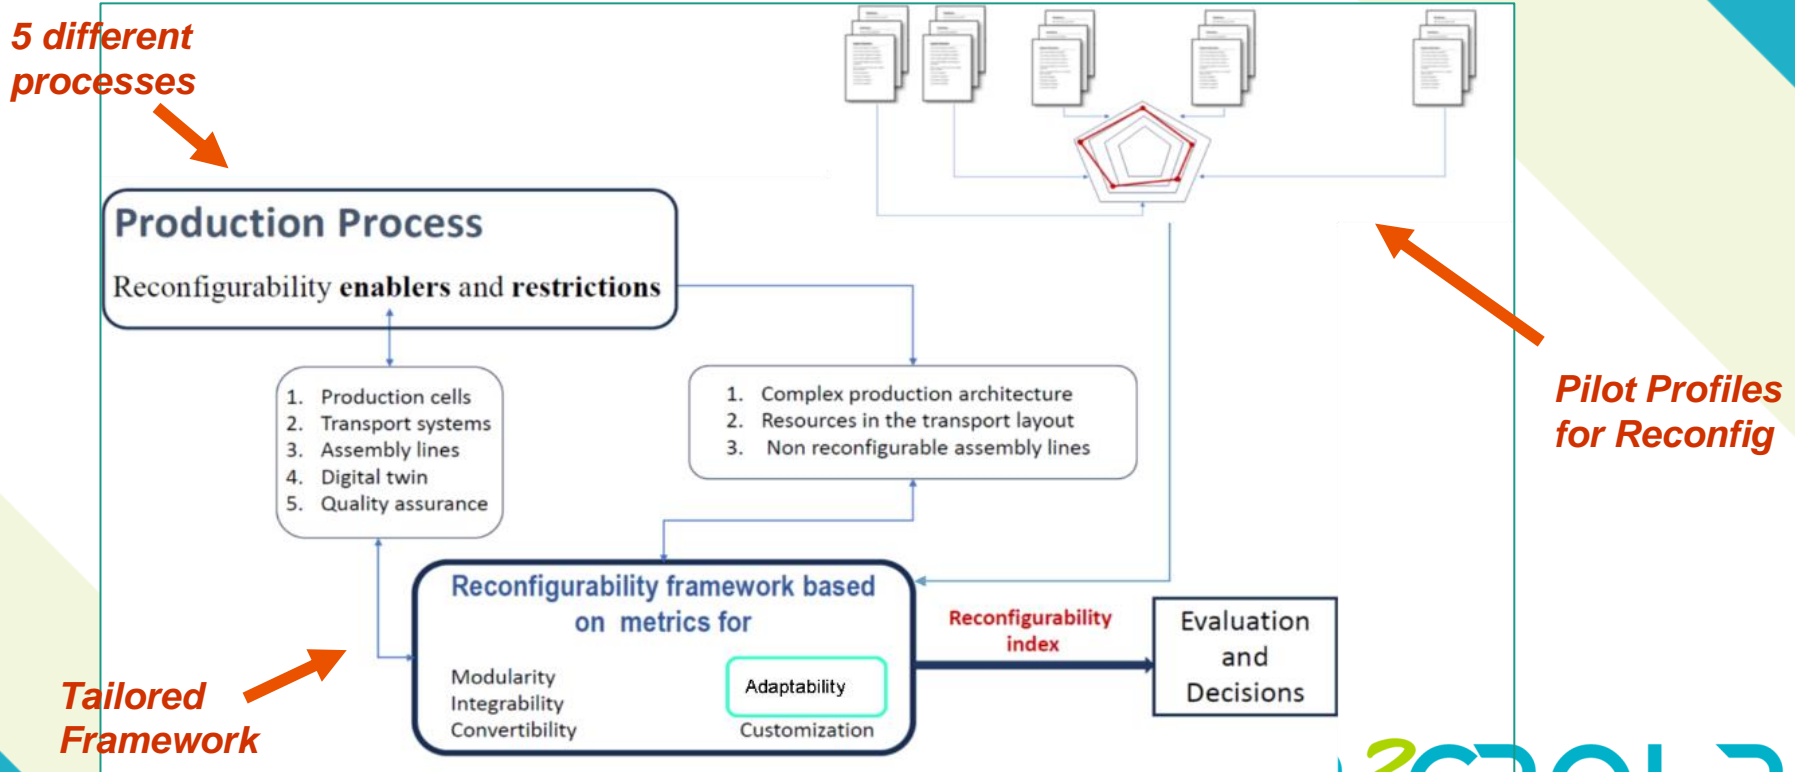 5 different
processes
Production Process
Reconfigurability enablers and restrictions
1. Production cells
2. Transport systems
3. Assembly lines
4. Digital twin
5. Quality assurance
1. Complex production architecture
2. Resources in the transport layout
3. Non reconfigurable assembly lines
Pilot Profiles
for Reconfig
Reconfigurability framework based
on metrics for
Modularity
Integrability
Convertibility
Adaptability
Customization
Reconfigurability
index
Evaluation
and
Decisions
Tailored
Framework